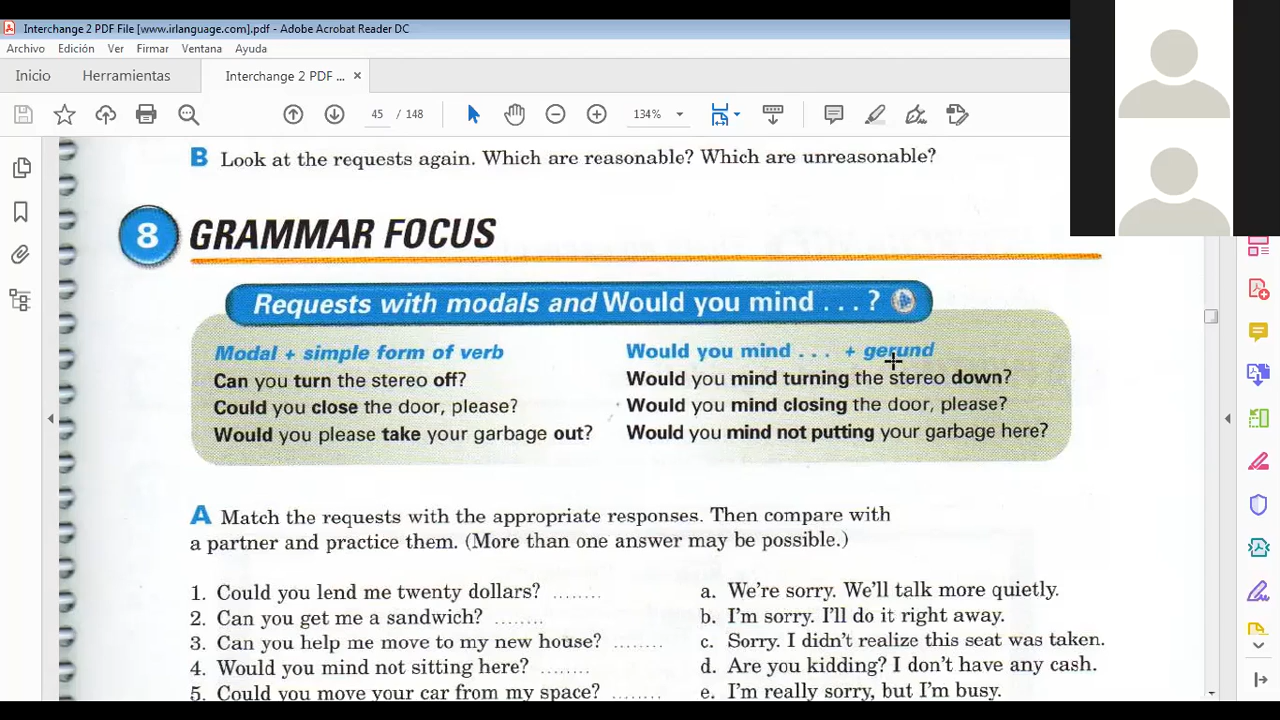 Interchange 2 PDF File [www.irlanguage.com].pdf - Adobe Acrobat Reader DC
Archivo Edición Ver Firmar Ventana Ayuda
Inicio Herramientas Interchange 2 PDF ... ×
45 / 148 134%
B Look at the requests again. Which are reasonable? Which are unreasonable?
8 GRAMMAR FOCUS
Requests with modals and Would you mind . . . ?
Modal + simple form of verb
Can you turn the stereo off?
Could you close the door, please?
Would you please take your garbage out?
Would you mind . . . + gerund
Would you mind turning the stereo down?
Would you mind closing the door, please?
Would you mind not putting your garbage here?
A Match the requests with the appropriate responses. Then compare with
a partner and practice them. (More than one answer may be possible.)
1. Could you lend me twenty dollars? ........
2. Can you get me a sandwich? ........
3. Can you help me move to my new house? ........
4. Would you mind not sitting here? ........
5. Could you move your car from my space? ........
a. We're sorry. We'll talk more quietly.
b. I'm sorry. I'll do it right away.
c. Sorry. I didn't realize this seat was taken.
d. Are you kidding? I don't have any cash.
e. I'm really sorry, but I'm busy.